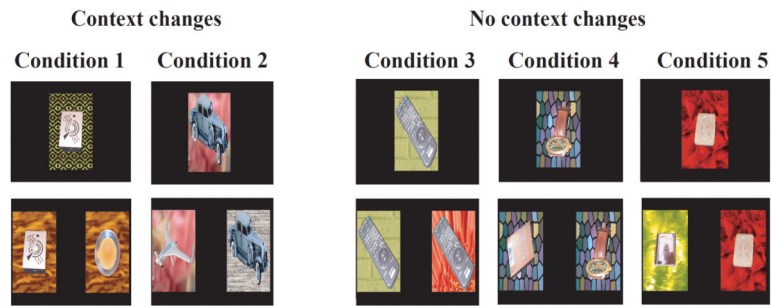 Context changes
No context changes
Condition 1
Condition 2
Condition 3
Condition 4
Condition 5